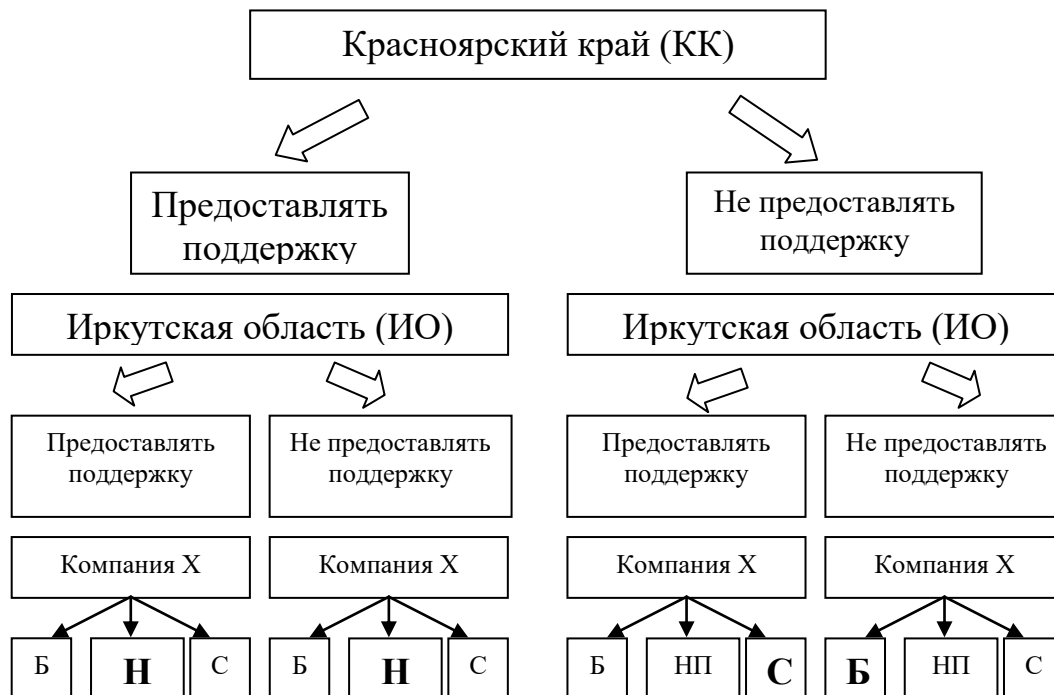 Красноярский край (КК)
Предоставлять
поддержку
Не предоставлять
поддержку
Иркутская область (ИО)
Иркутская область (ИО)
Предоставлять
поддержку
Не предоставлять
поддержку
Предоставлять
поддержку
Не предоставлять
поддержку
Компания X
Компания X
Компания X
Компания X
Б Н С Б Н С Б НП С Б НП С